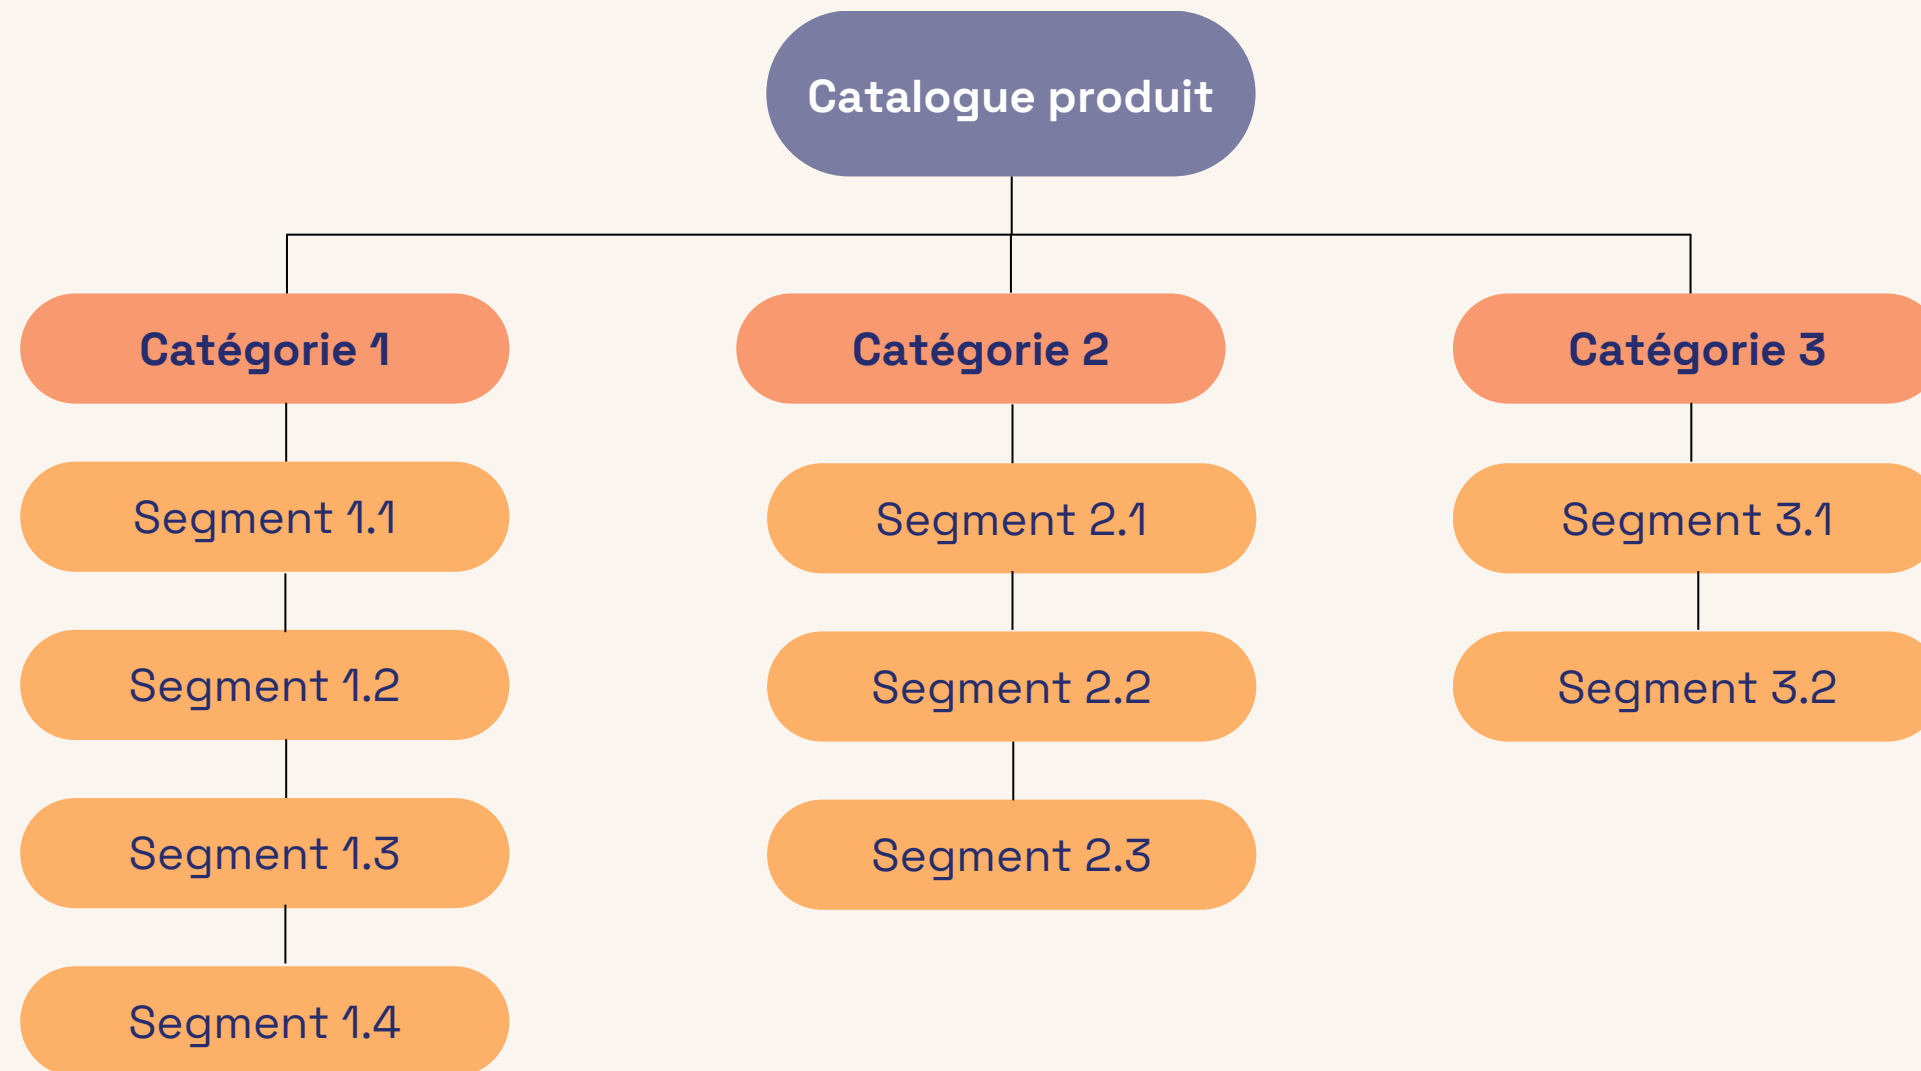 Catalogue produit
Catégorie 1
Segment 1.1
Segment 1.2
Segment 1.3
Segment 1.4
Catégorie 2
Segment 2.1
Segment 2.2
Segment 2.3
Catégorie 3
Segment 3.1
Segment 3.2